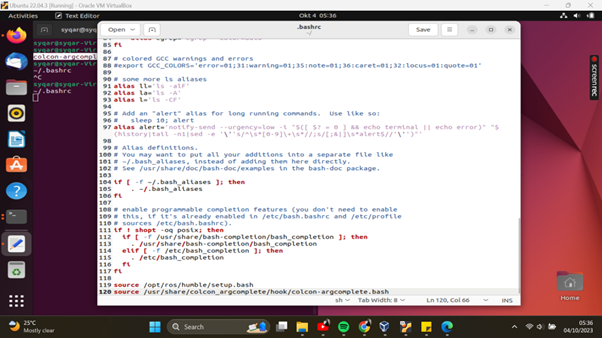 Ubuntu 22.04.3 [Running] - Oracle VM VirtualBox
Activities Text Editor Okt 4 05:36
syqar@syqar-Vir
colcon-argcompl
~/.bashrc
^C
~/.bashrc
Open .bashrc Save
~/
85 fi
86
87 # colored GCC warnings and errors
88 #export GCC_COLORS='error=01;31:warning=01;35:note=01;36:caret=01;32:locus=01:quote=01'
89
90 # some more ls aliases
91 alias ll='ls -alF'
92 alias la='ls -A'
93 alias l='ls -CF'
94
95 # Add an "alert" alias for long running commands. Use like so:
96 # sleep 10; alert
97 alias alert='notify-send --urgency=low -i "$([ $? = 0 ] && echo terminal || echo error)" "$
(history|tail -n1|sed -e '\''s/^\s*[0-9]\+\s*//;s/[;&|]\s*alert$//'\'')"'
98
99 # Alias definitions.
100 # You may want to put all your additions into a separate file like
101 # ~/.bash_aliases, instead of adding them here directly.
102 # See /usr/share/doc/bash-doc/examples in the bash-doc package.
103
104 if [ -f ~/.bash_aliases ]; then
105 . ~/.bash_aliases
106 fi
107
108 # enable programmable completion features (you don't need to enable
109 # this, if it's already enabled in /etc/bash.bashrc and /etc/profile
110 # sources /etc/bash.bashrc).
111 if ! shopt -oq posix; then
112 if [ -f /usr/share/bash-completion/bash_completion ]; then
113 . /usr/share/bash-completion/bash_completion
114 elif [ -f /etc/bash_completion ]; then
115 . /etc/bash_completion
116 fi
117 fi
118
119 source /opt/ros/humble/setup.bash
120 source /usr/share/colcon_argcomplete/hook/colcon-argcomplete.bash
sh Tab Width: 8 Ln 120, Col 66 INS
Home
screenrec
25°C
Mostly clear
Search
05:36
04/10/2023